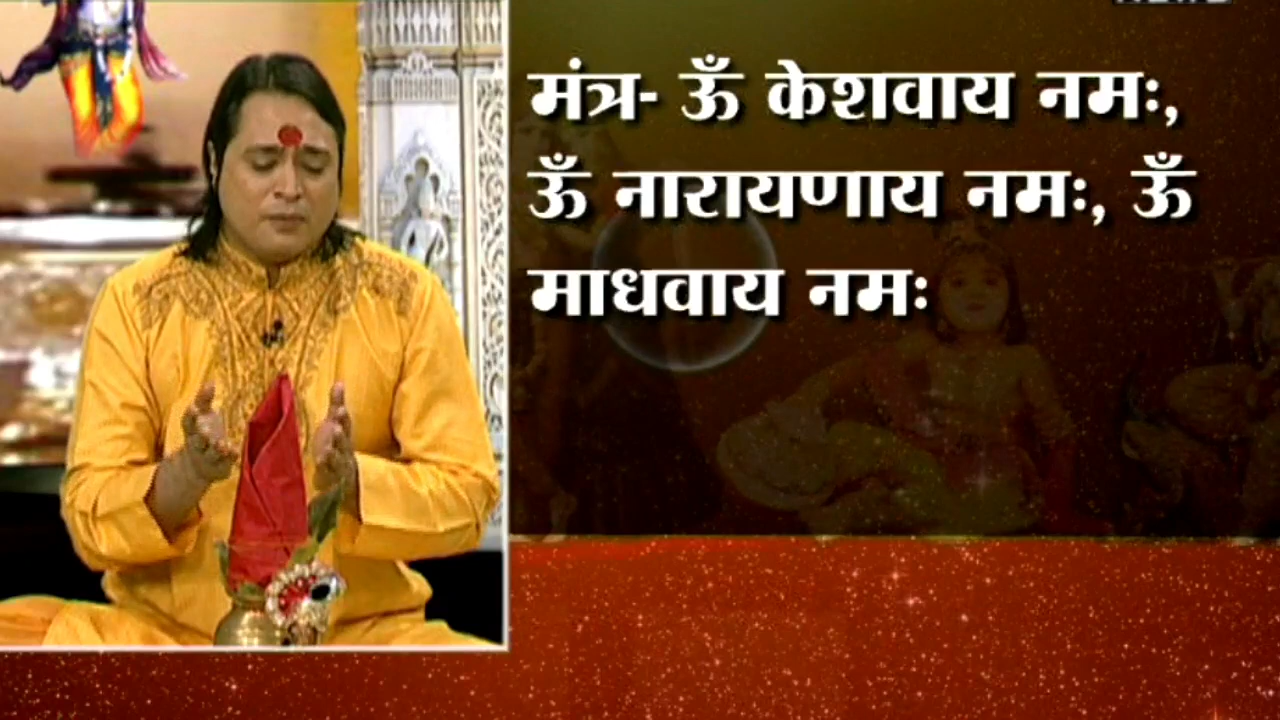 मंत्र- ॐ केशवाय नमः,
ॐ नारायणाय नमः, ॐ
माधवाय नमः